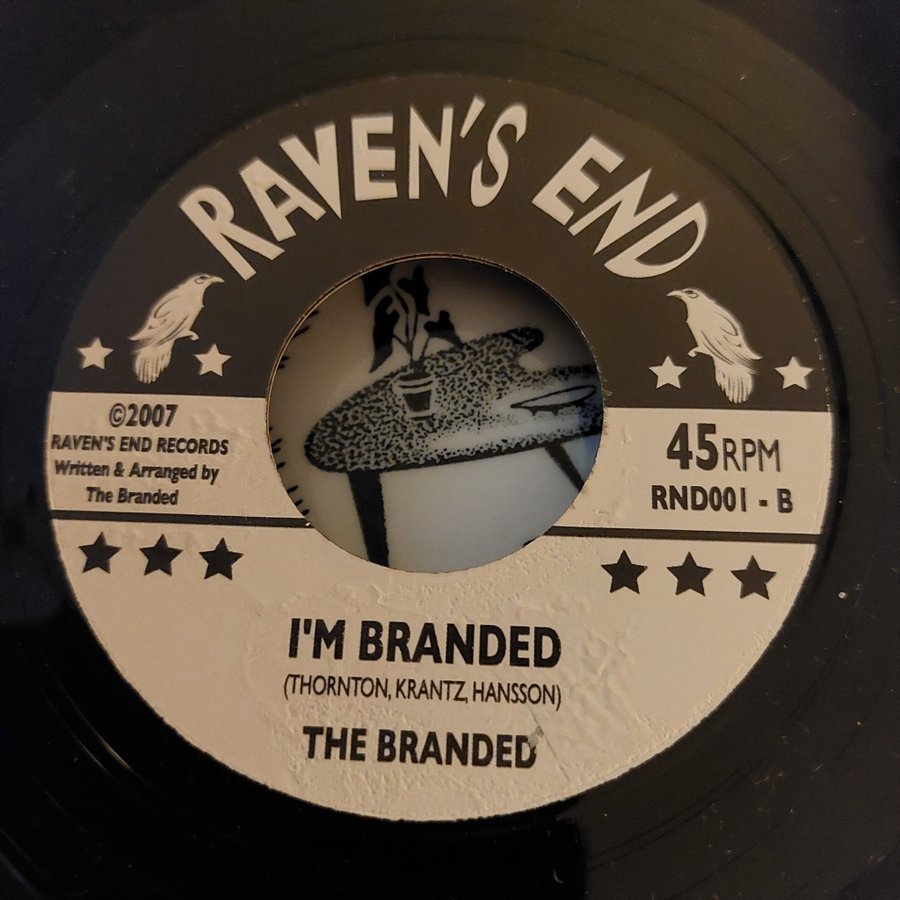 RAVEN'S END
©2007
RAVEN'S END RECORDS
Written & Arranged by
The Branded
45RPM
RND001 - B
I'M BRANDED
(THORNTON, KRANTZ, HANSSON)
THE BRANDED